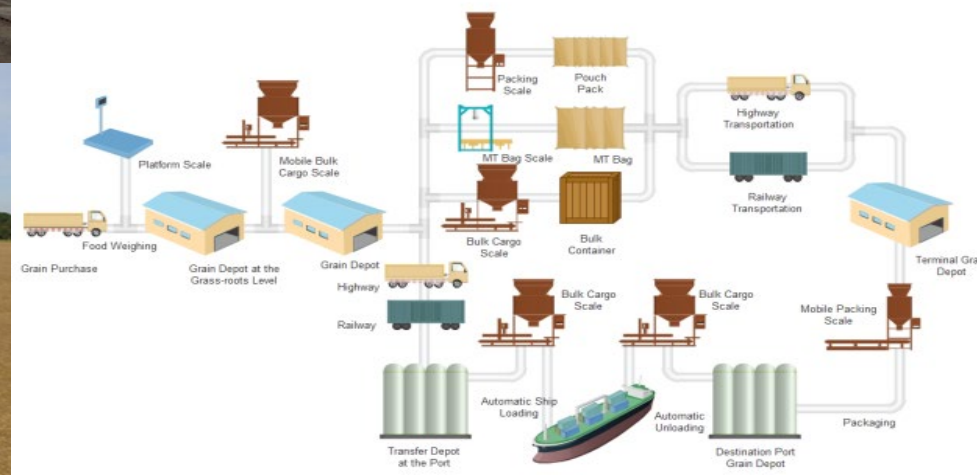 Packing
Scale
Pouch
Pack
Highway
Transportation
Platform Scale
Mobile Bulk
Cargo Scale
MT Bag Scale
MT Bag
Railway
Transportation
Food Weighing
Grain Purchase
Grain Depot at the
Grass-roots Level
Grain Depot
Highway
Railway
Bulk Cargo
Scale
Bulk
Container
Terminal
Depot
Bulk Cargo
Scale
Bulk Cargo
Scale
Mobile Packing
Scale
Automatic Ship
Loading
Automatic
Unloading
Packaging
Transfer Depot
at the Port
Destination Port
Grain Depot